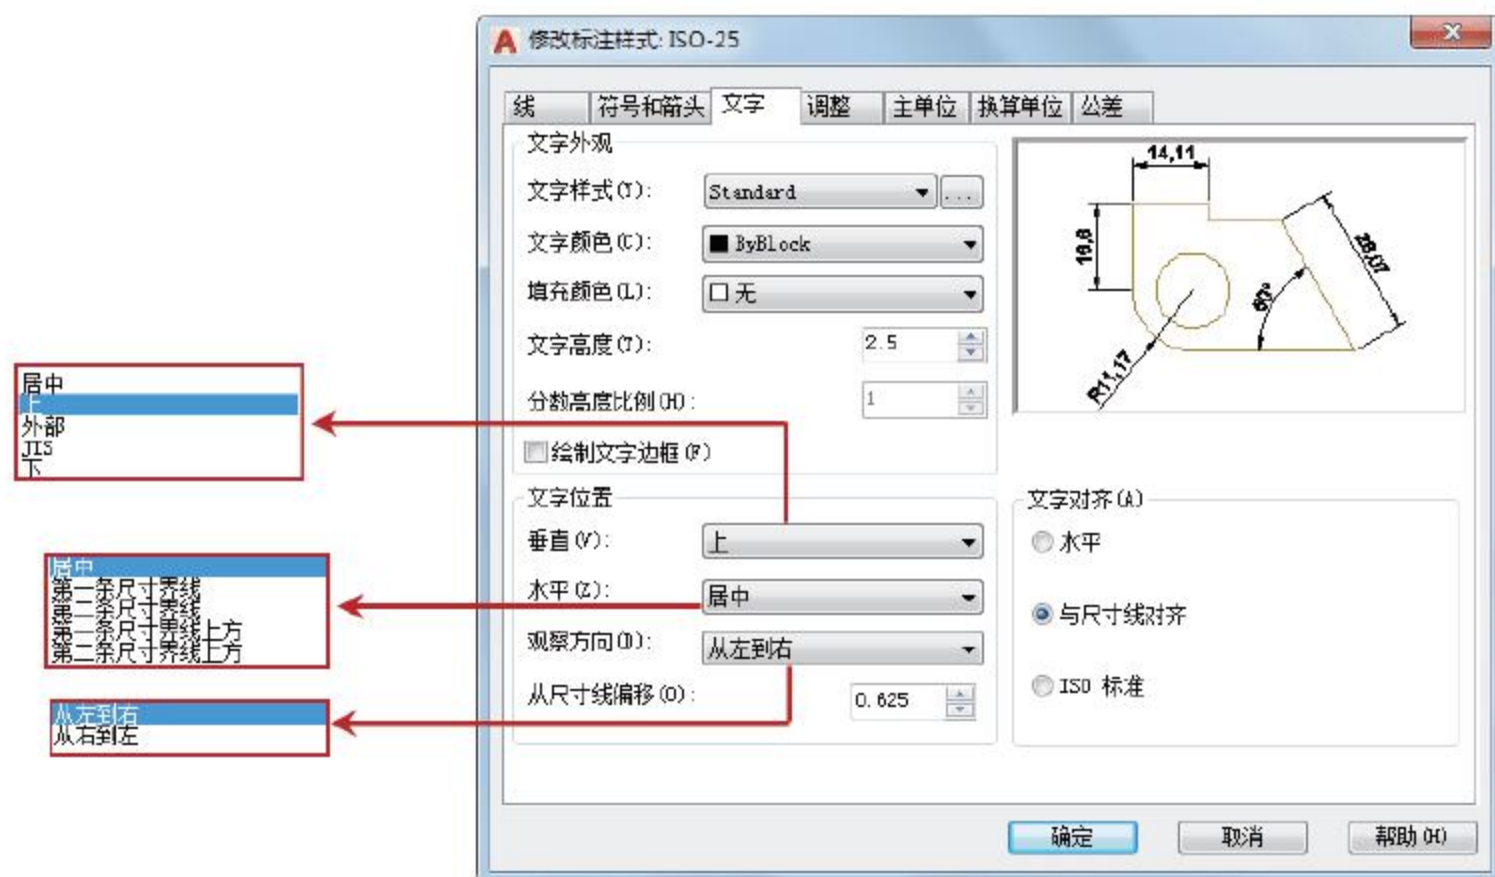 修改标注样式: ISO-25
线 符号和箭头 文字 调整 主单位 换算单位 公差
文字外观
文字样式(Y): Standard ...
文字颜色(C): ByBlock
填充颜色(L): 无
文字高度(T): 2.5
分数高度比例(H): 1
绘制文字边框(F)
14,11
16,6
28,07
60°
R11,17
文字位置
垂直(V): 上
水平(Z): 居中
观察方向(D): 从左到右
从尺寸线偏移(O): 0.625
文字对齐(A)
水平
与尺寸线对齐
ISO 标准
确定 取消 帮助(H)
居中
上
外部
JIS
下
居中
第一条尺寸界线
第二条尺寸界线
第一条尺寸界线上方
第二条尺寸界线上方
从左到右
从右到左